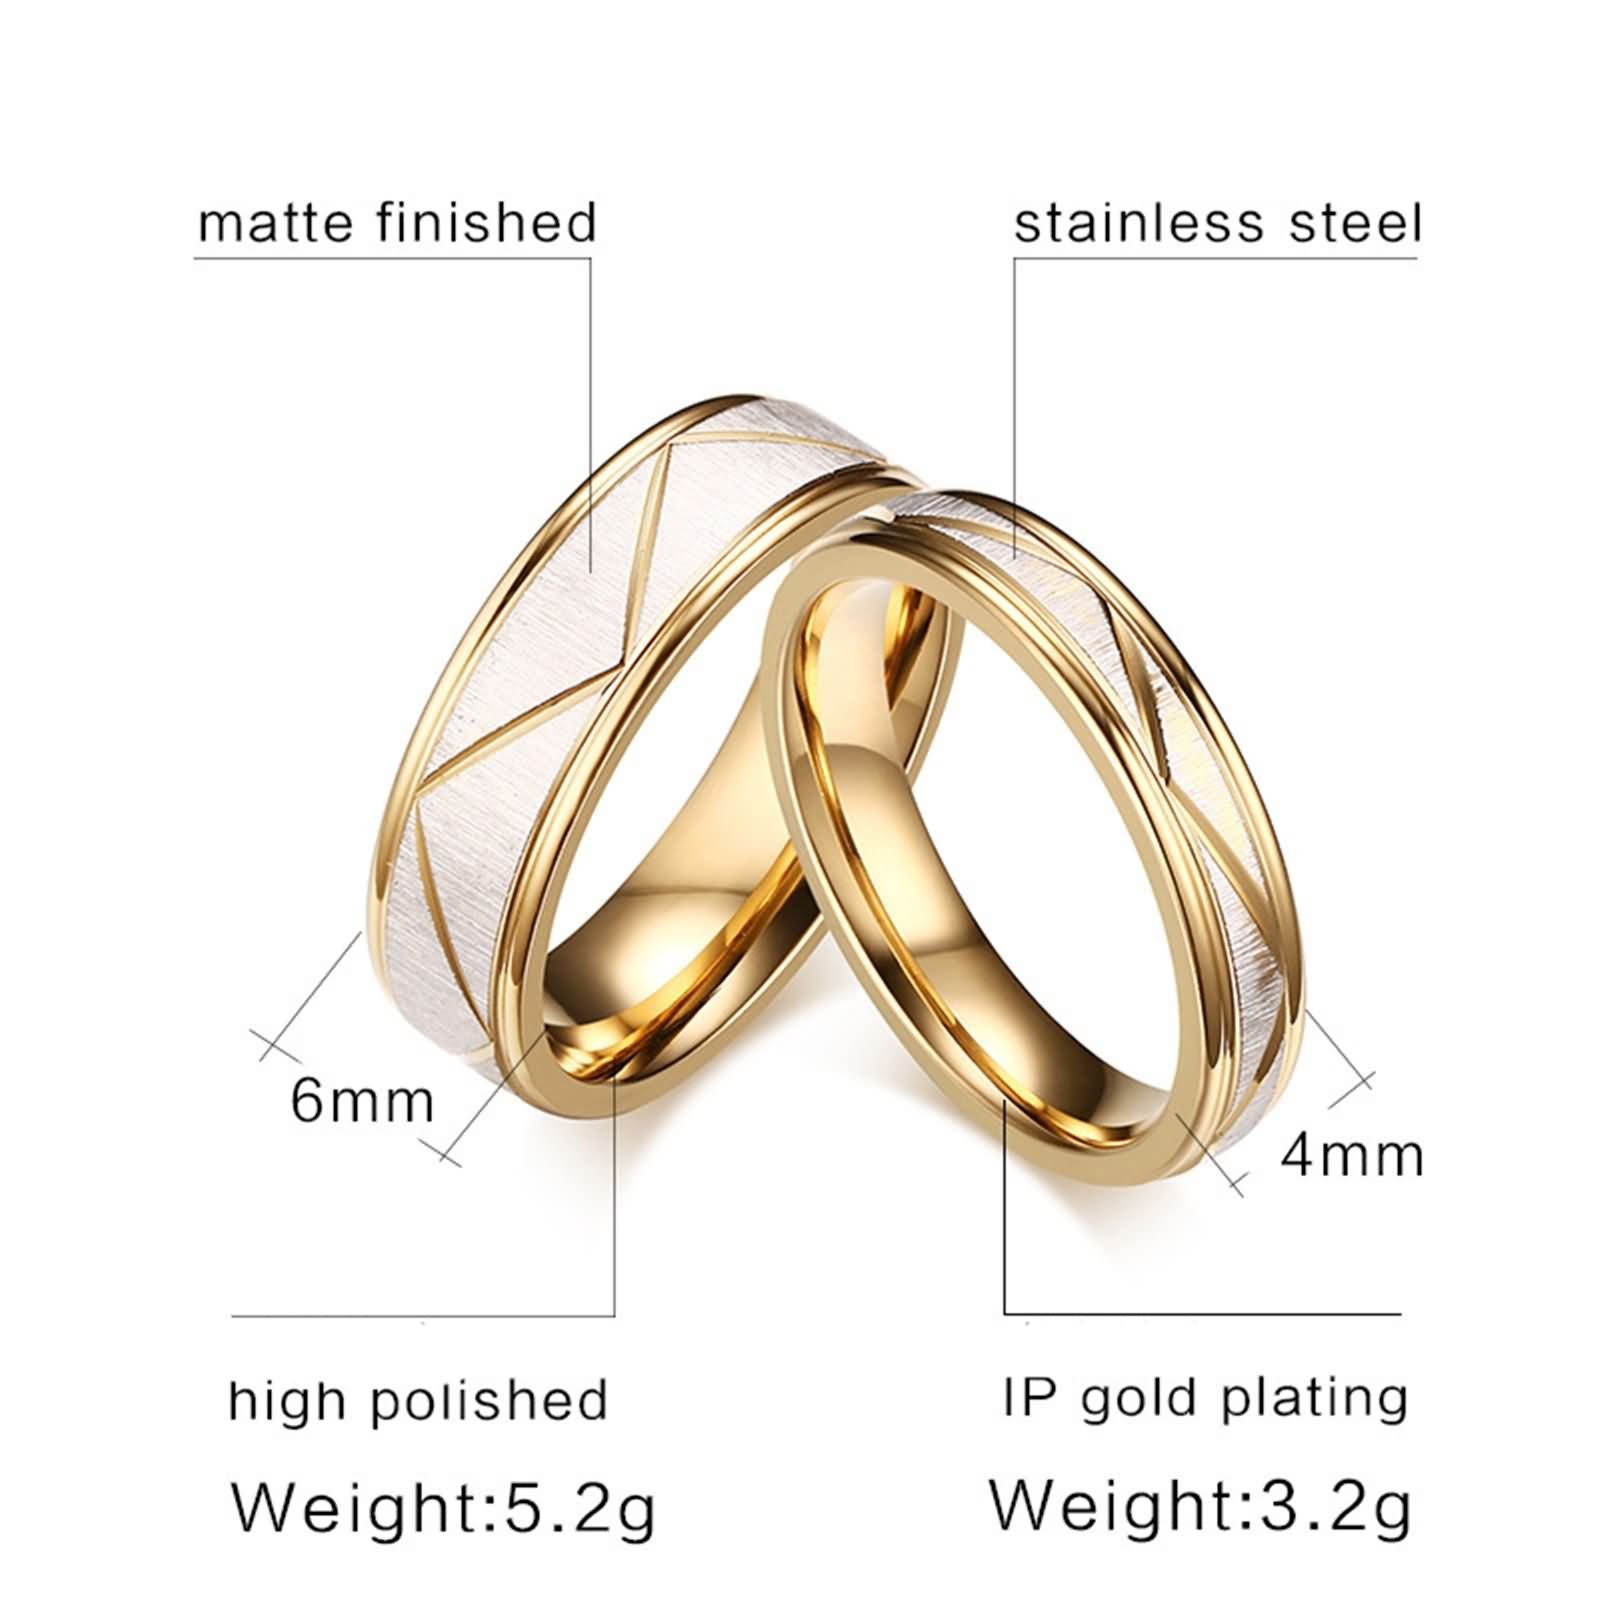 matte finished
stainless steel
6mm
4mm
high polished
IP gold plating
Weight:5.2g
Weight:3.2g